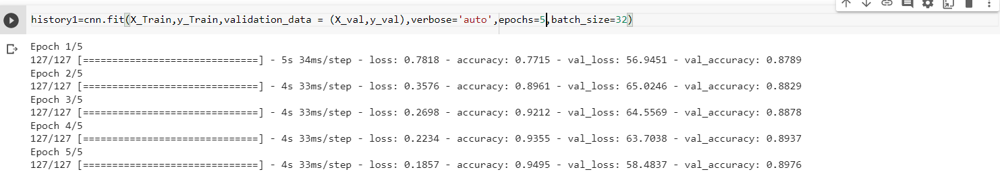 history1=cnn.fit(X_Train,y_Train,validation_data = (X_val,y_val),verbose='auto',epochs=5,batch_size=32)
Epoch 1/5
127/127 [==============================] - 5s 34ms/step - loss: 0.7818 - accuracy: 0.7715 - val_loss: 56.9451 - val_accuracy: 0.8789
Epoch 2/5
127/127 [==============================] - 4s 33ms/step - loss: 0.3576 - accuracy: 0.8961 - val_loss: 65.0246 - val_accuracy: 0.8829
Epoch 3/5
127/127 [==============================] - 4s 33ms/step - loss: 0.2698 - accuracy: 0.9212 - val_loss: 64.5569 - val_accuracy: 0.8878
Epoch 4/5
127/127 [==============================] - 4s 33ms/step - loss: 0.2234 - accuracy: 0.9355 - val_loss: 63.7038 - val_accuracy: 0.8937
Epoch 5/5
127/127 [==============================] - 4s 33ms/step - loss: 0.1857 - accuracy: 0.9495 - val_loss: 58.4837 - val_accuracy: 0.8976